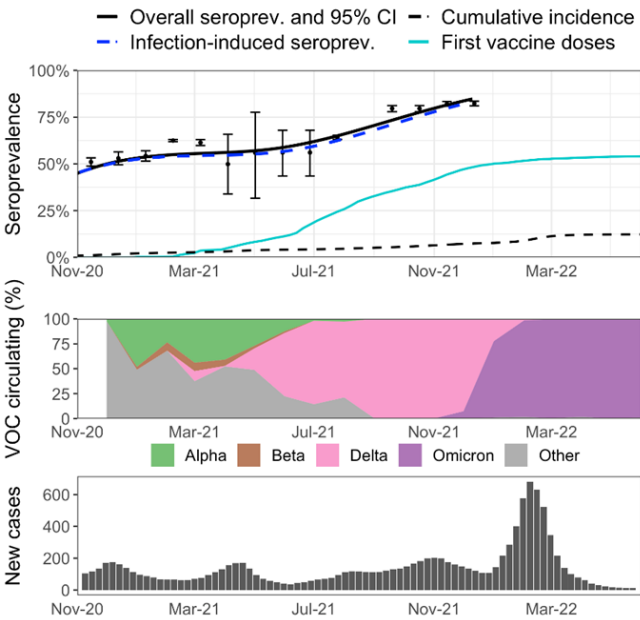 Overall seroprev. and 95% CI
Cumulative incidence
Infection-induced seroprev.
First vaccine doses
Seroprevalence
100%
75%
50%
25%
0%
Nov-20 Mar-21 Jul-21 Nov-21 Mar-22
VOC circulating (%)
100
75
50
25
0
Nov-20 Mar-21 Jul-21 Nov-21 Mar-22
Alpha Beta Delta Omicron Other
New cases
600
400
200
0
Nov-20 Mar-21 Jul-21 Nov-21 Mar-22